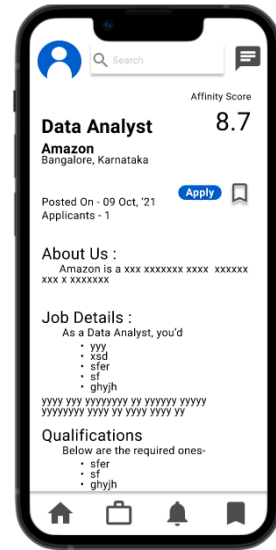 Search
Affinity Score
8.7
Data Analyst
Amazon
Bangalore, Karnataka
Posted On - 09 Oct, '21
Apply
Applicants - 1
About Us :
Amazon is a xxx xxxxxxx xxxx xxxxxx
xxx x xxxxxxx
Job Details :
As a Data Analyst, you'd
• yyy
• xsd
• sfer
• sf
• ghyjh
yyyy yyy yyyyyyyy yy yyyyyy yyyyy
yyyyyyyy yyyy yy yyyy yyyy yy
Qualifications
Below are the required ones-
• sfer
• sf
• ghyjh